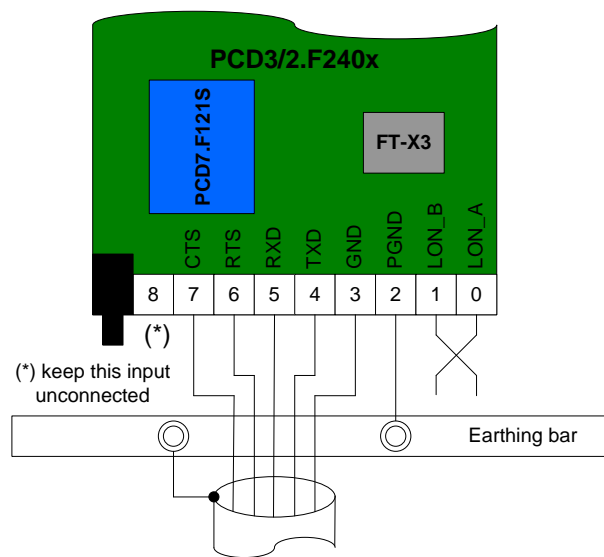 PCD3/2.F240x
PCD7.F121S
FT-X3
CTS
RTS
RXD
TXD
GND
PGND
LON_B
LON_A
8 7 6 5 4 3 2 1 0
(*)
(*) keep this input
unconnected
Earthing bar